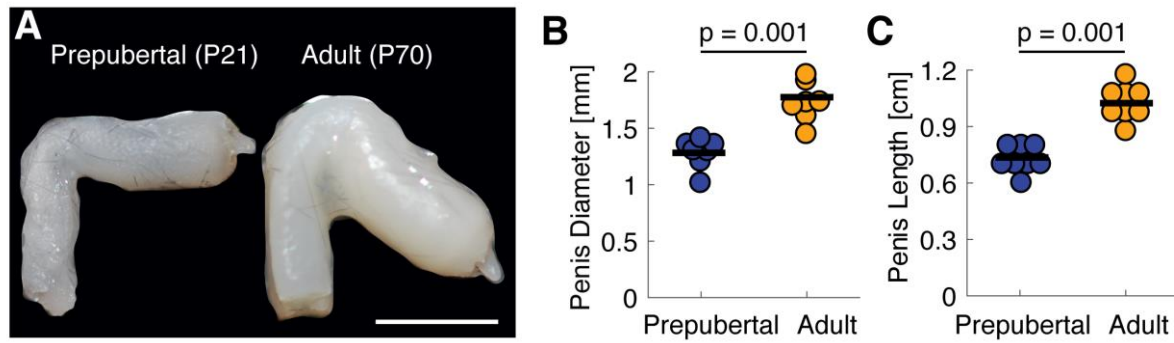 A
Prepubertal (P21) Adult (P70)
B
p = 0.001
Penis Diameter [mm]
2
1.5
1
0.5
0
Prepubertal Adult
C
p = 0.001
Penis Length [cm]
1.2
0.9
0.6
0.3
0
Prepubertal Adult